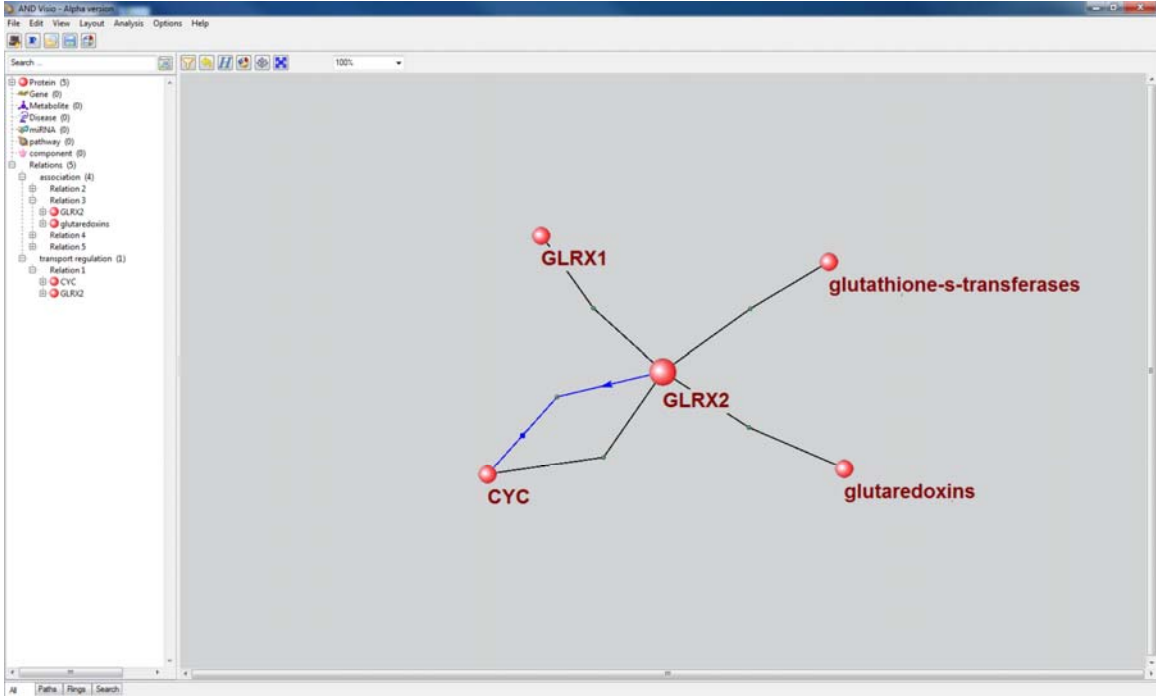 AND Visio - Alpha version
File Edit View Layout Analysis Options Help
Search ...
100%
Protein (5)
Gene (0)
Metabolite (0)
Disease (0)
miRNA (0)
pathway (0)
component (0)
Relations (5)
association (4)
Relation 2
Relation 3
GLRX2
glutaredoxins
Relation 4
Relation 5
transport regulation (1)
Relation 1
CYC
GLRX2
GLRX1
glutathione-s-transferases
GLRX2
CYC
glutaredoxins
All Paths Rings Search